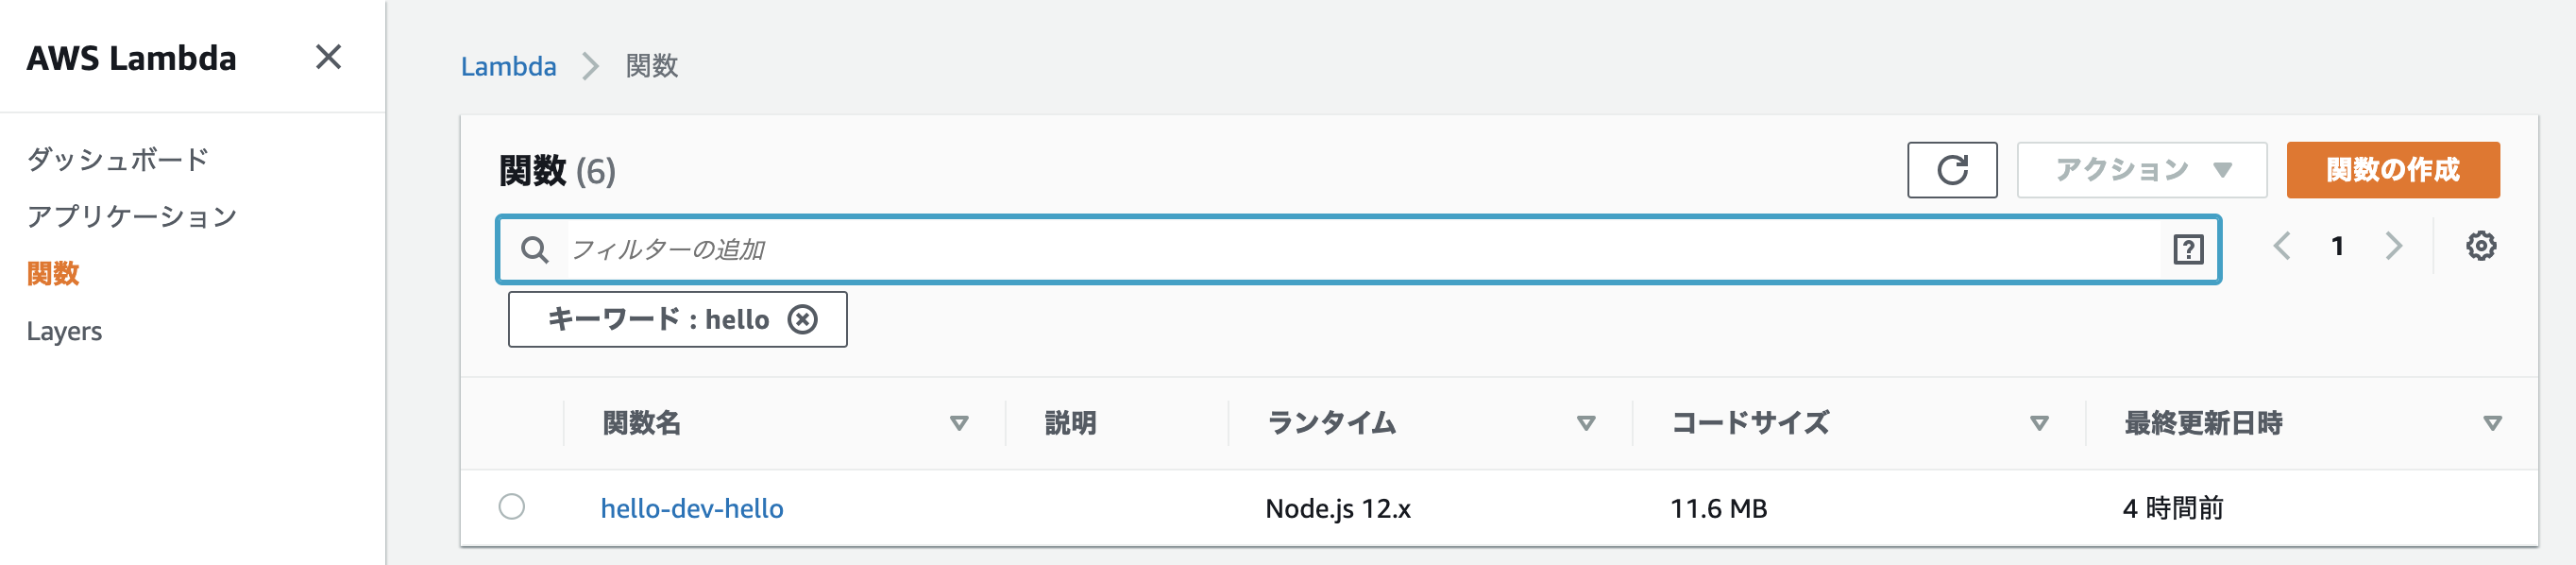 AWS Lambda
ダッシュボード
アプリケーション
関数
Layers
Lambda 関数
関数 (6)
アクション
関数の作成
フィルターの追加
1
キーワード : hello
関数名 説明 ランタイム コードサイズ 最終更新日時
hello-dev-hello Node.js 12.x 11.6 MB 4 時間前